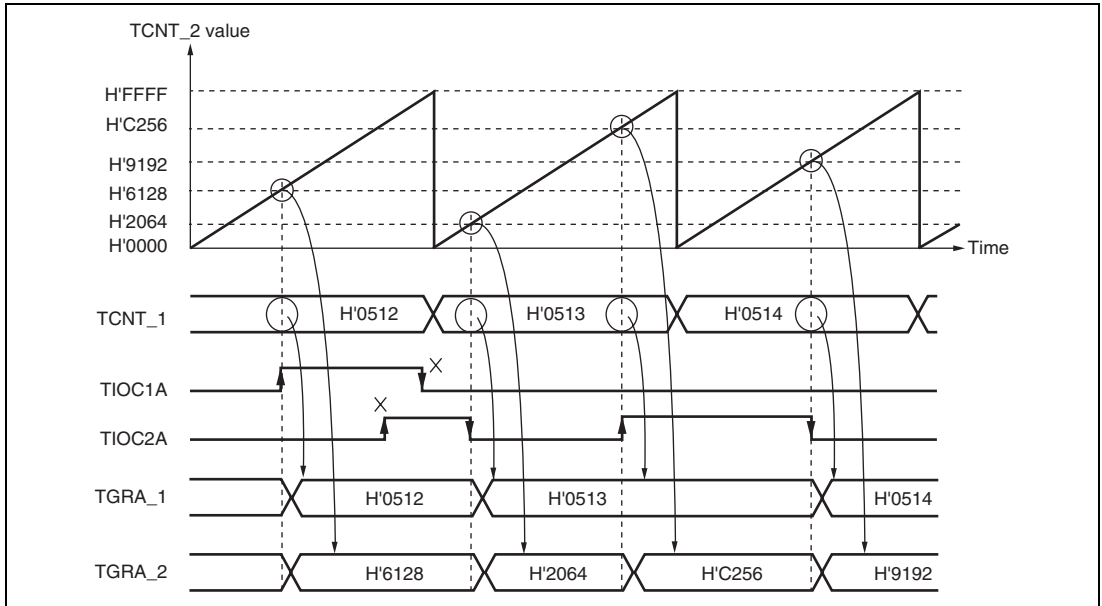 TCNT_2 value
H'FFFF
H'C256
H'9192
H'6128
H'2064
H'0000
Time
TCNT_1 H'0512 H'0513 H'0514
TIOC1A
TIOC2A
TGRA_1 H'0512 H'0513 H'0514
TGRA_2 H'6128 H'2064 H'C256 H'9192